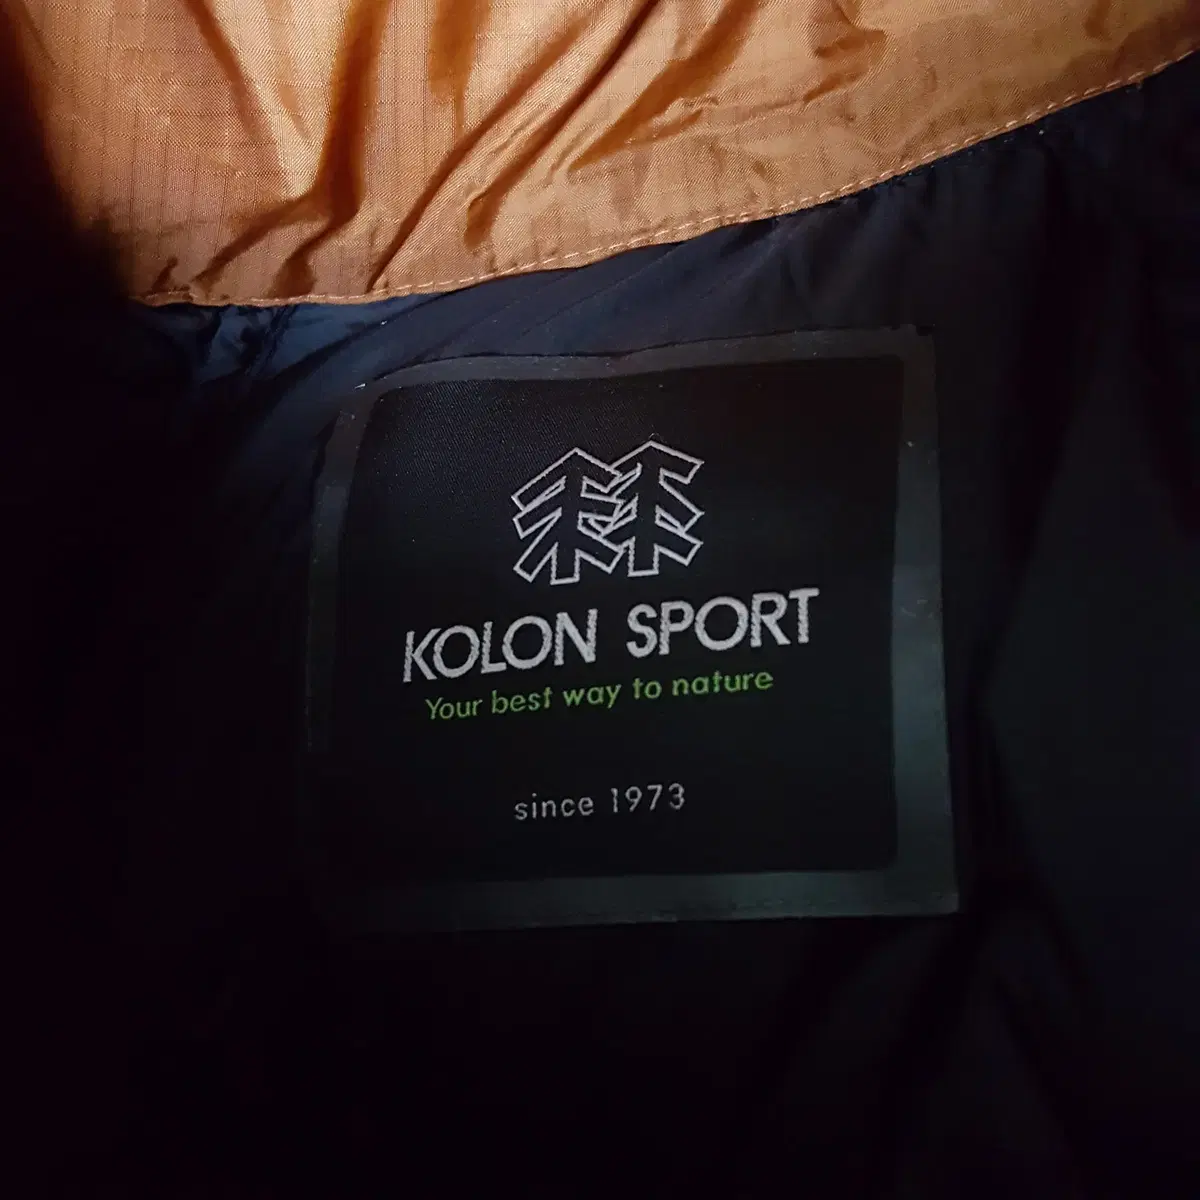 KOLON SPORT
Your best way to nature
since 1973